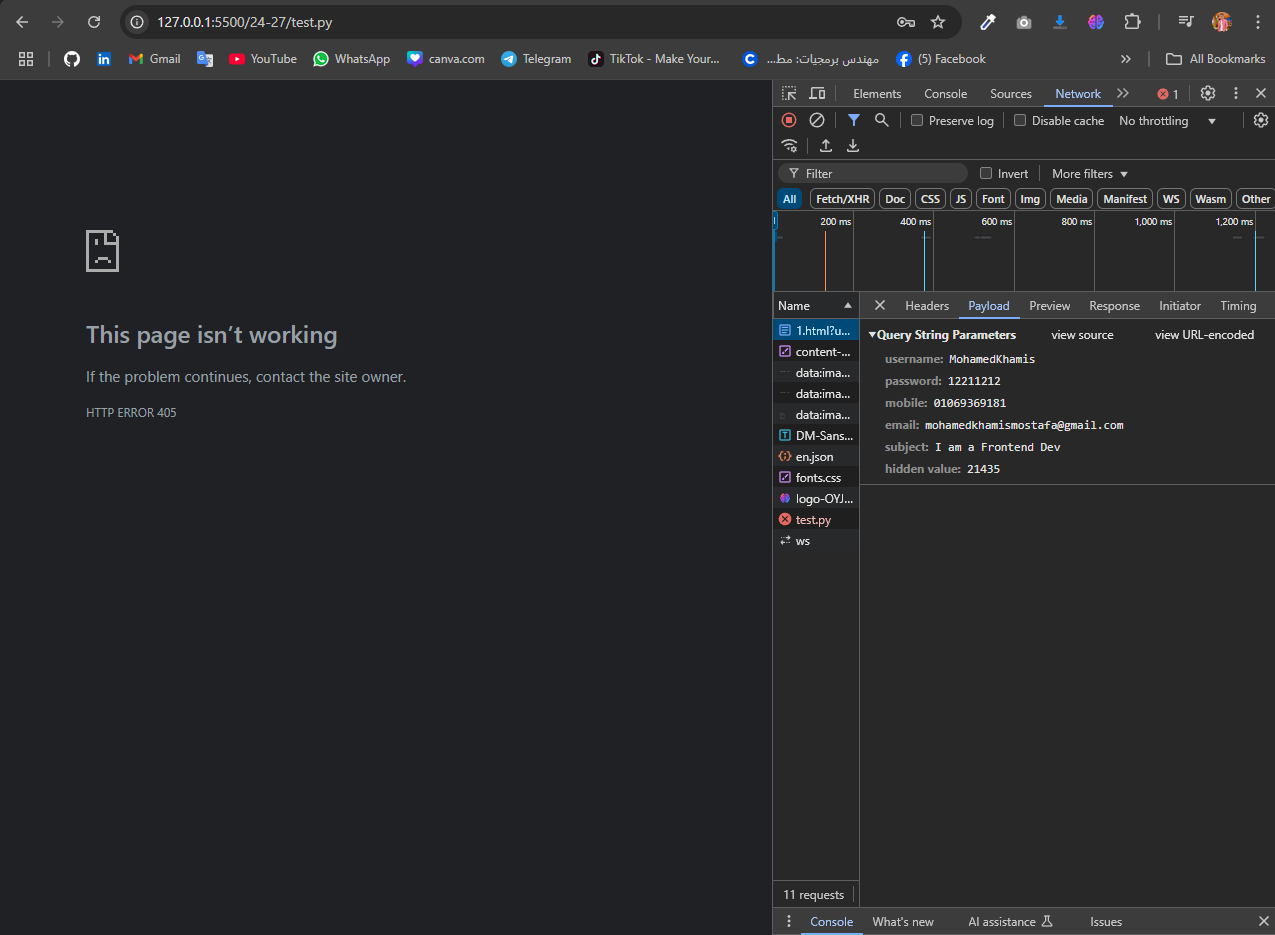 127.0.0.1:5500/24-27/test.py
Gmail
YouTube
WhatsApp
canva.com
Telegram
TikTok - Make Your...
مهندس برمجيات: مط...
(5) Facebook
All Bookmarks
This page isn’t working
If the problem continues, contact the site owner.
HTTP ERROR 405
Elements Console Sources Network 1
Preserve log Disable cache No throttling
Filter Invert More filters
All Fetch/XHR Doc CSS JS Font Img Media Manifest WS Wasm Other
200 ms 400 ms 600 ms 800 ms 1,000 ms 1,200 ms
Name
1.html?u...
content-...
data:ima...
data:ima...
data:ima...
DM-Sans...
en.json
fonts.css
logo-OYJ...
test.py
ws
11 requests
Headers Payload Preview Response Initiator Timing
Query String Parameters view source view URL-encoded
username: MohamedKhamis
password: 12211212
mobile: 01069369181
email: mohamedkhamismostafa@gmail.com
subject: I am a Frontend Dev
hidden value: 21435
Console What's new AI assistance Issues